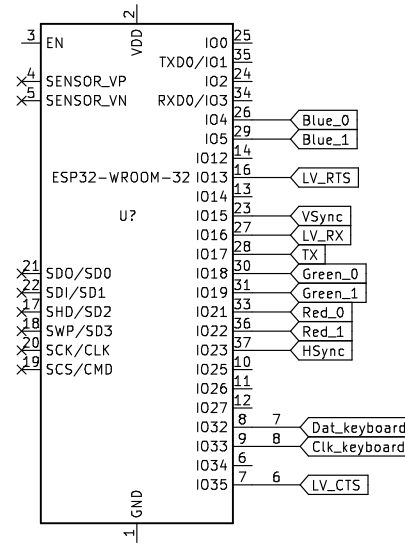 2
VDD
3 EN IO0 25
TXD0/IO1 35
4 SENSOR_VP IO2 24
5 SENSOR_VN RXD0/IO3 34
IO4 26 Blue_0
IO5 29 Blue_1
IO12 14
ESP32-WROOM-32 IO13 16 LV_RTS
IO14 13
U? IO15 23 VSync
IO16 27 LV_RX
IO17 28 TX
21 SDO/SD0 IO18 30 Green_0
22 SDI/SD1 IO19 31 Green_1
17 SHD/SD2 IO21 33 Red_0
18 SWP/SD3 IO22 36 Red_1
20 SCK/CLK IO23 37 HSync
19 SCS/CMD IO25 10
IO26 11
IO27 12
IO32 8 7 Dat_keyboard
IO33 9 8 Clk_keyboard
IO34 6
IO35 7 6 LV_CTS
GND
1